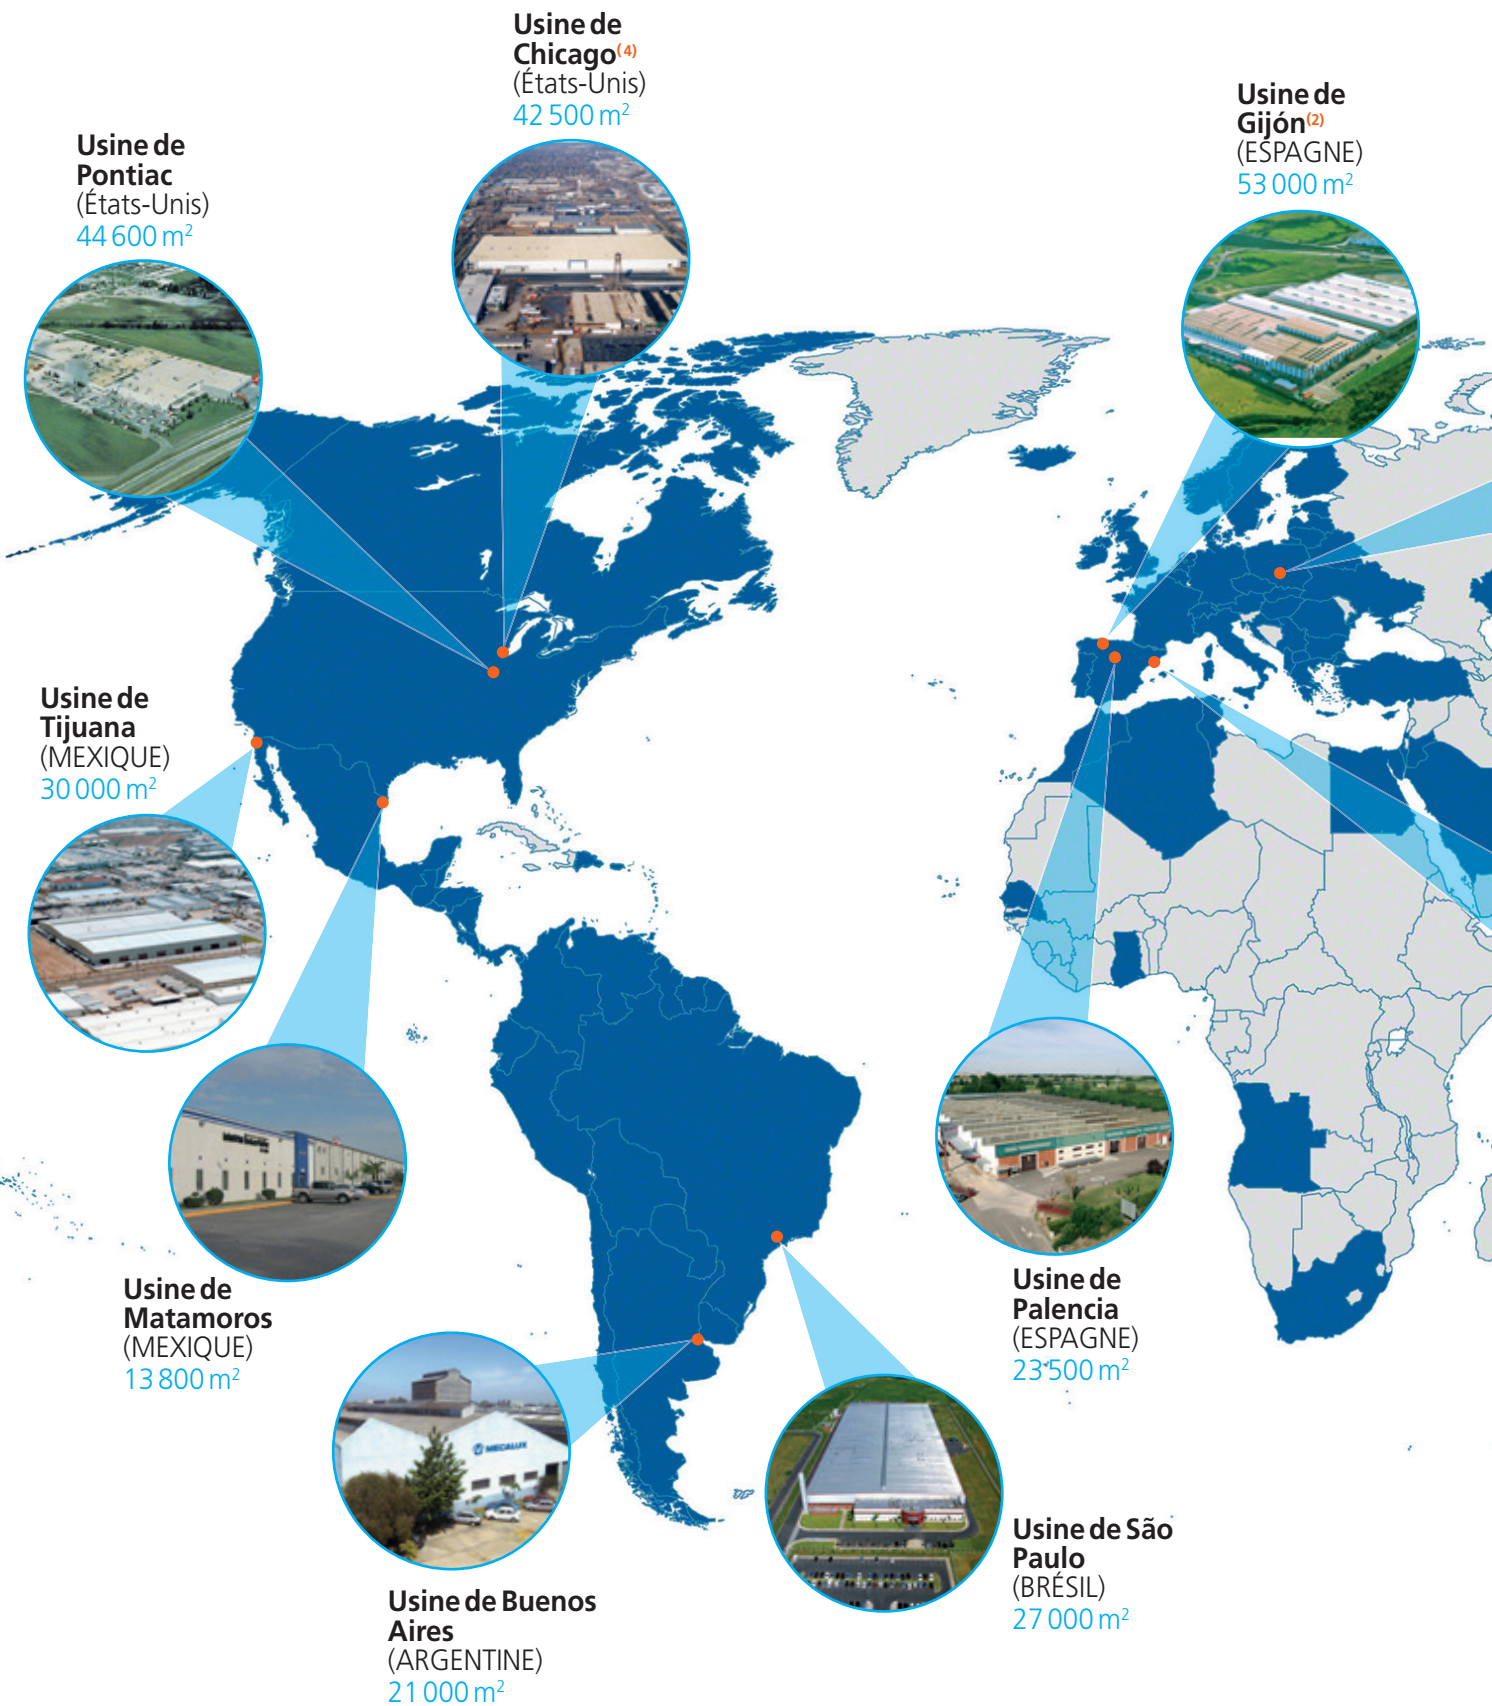 Usine de
Chicago(4)
(États-Unis)
42 500 m²
Usine de
Gijón(2)
(ESPAGNE)
53 000 m²
Usine de
Pontiac
(États-Unis)
44 600 m²
Usine de
Tijuana
(MEXIQUE)
30 000 m²
Usine de
Matamoros
(MEXIQUE)
13 800 m²
Usine de
Palencia
(ESPAGNE)
23 500 m²
MECALUX
Usine de São
Paulo
(BRÉSIL)
27 000 m²
Usine de Buenos
Aires
(ARGENTINE)
21 000 m²